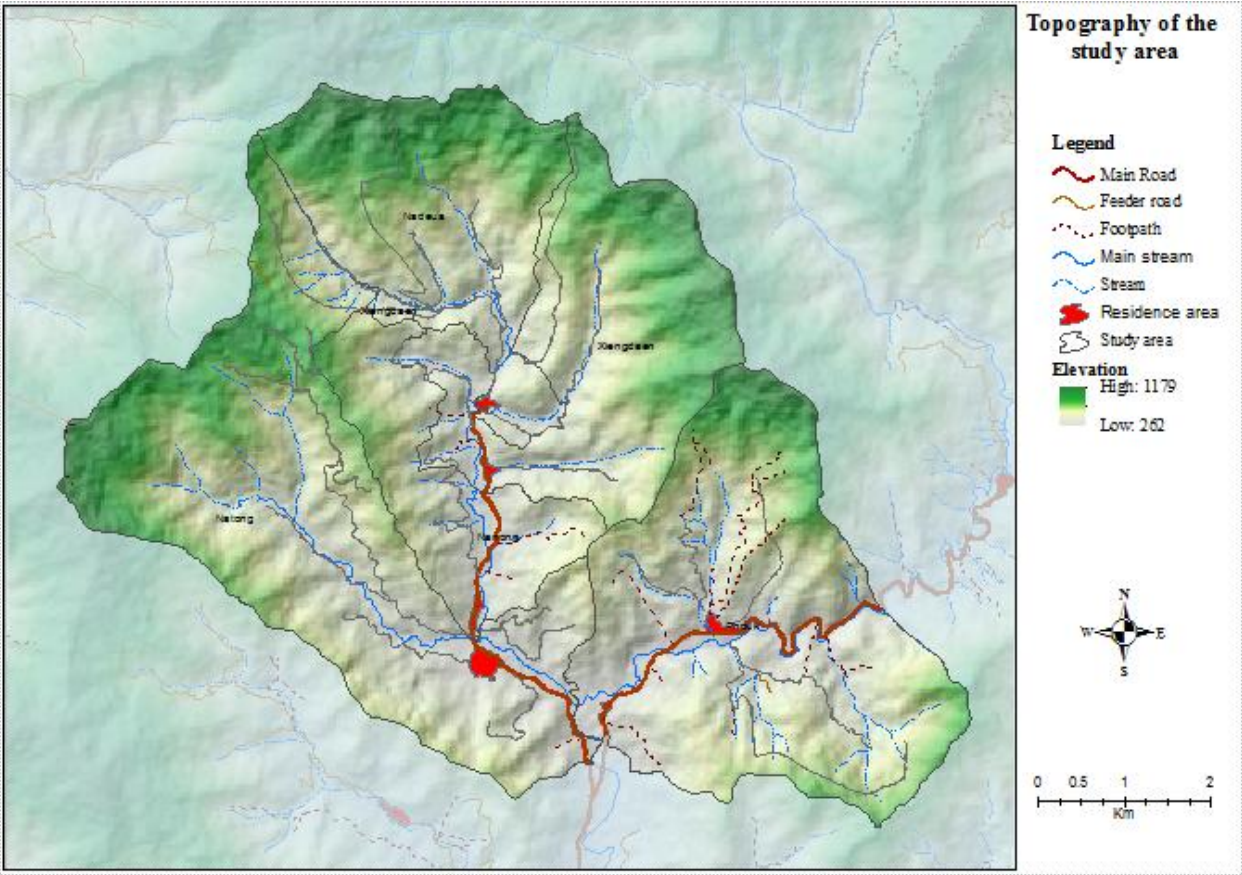 Topography of the
study area
Legend
Main Road
Feeder road
Footpath
Main stream
Stream
Residence area
Study area
Elevation
High: 1179
Low: 262
N
W
E
S
0 0.5 1 2
Km
Nadeua
Xiengdaen
Xiengdaen
Natong